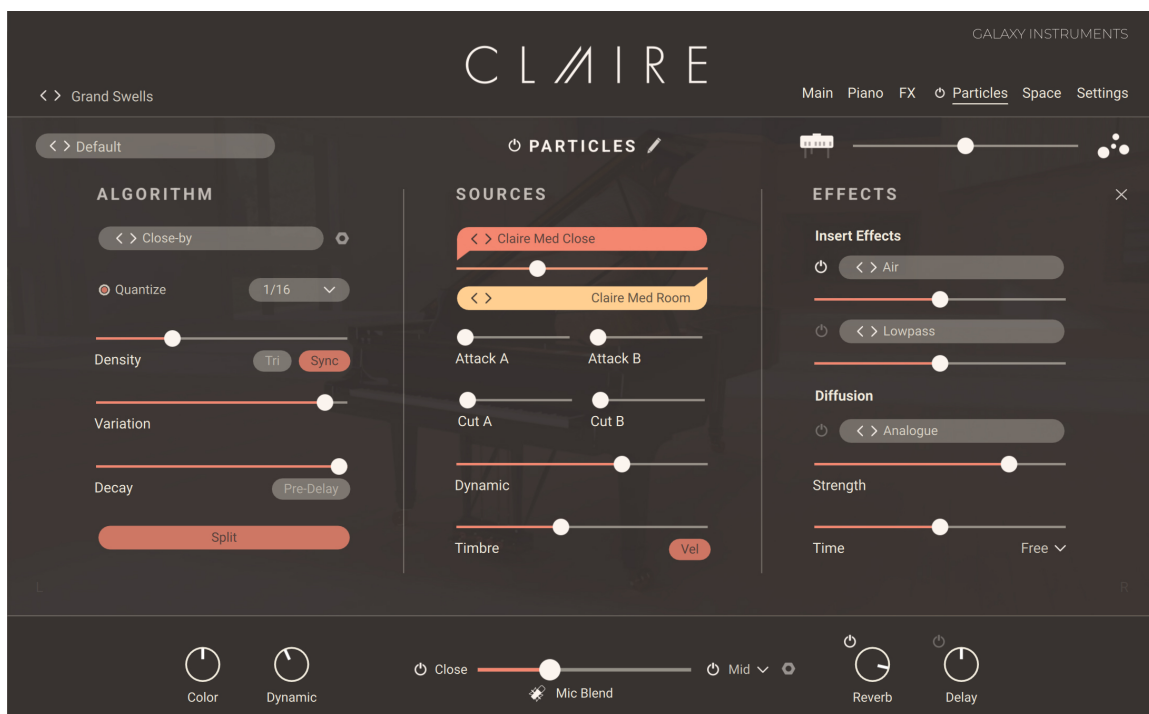 GALAXY INSTRUMENTS
CLAIRE
Grand Swells
Main Piano FX Particles Space Settings
Default
PARTICLES
ALGORITHM
Close-by
Quantize 1/16
Density Tri Sync
Variation
Decay Pre-Delay
Split
SOURCES
Claire Med Close
Claire Med Room
Attack A Attack B
Cut A Cut B
Dynamic
Timbre Vel
EFFECTS
Insert Effects
Air
Lowpass
Diffusion
Analogue
Strength
Time Free
L R
Color Dynamic
Close Mid
Mic Blend
Reverb Delay